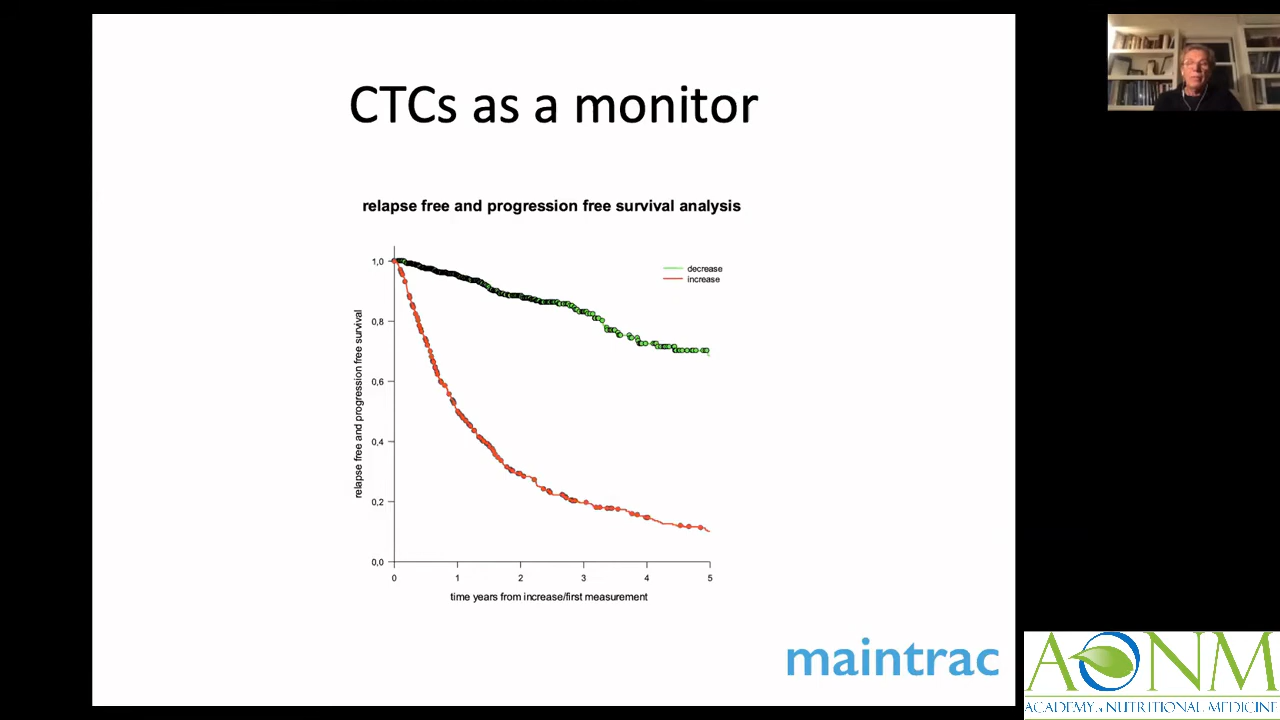 CTCs as a monitor
relapse free and progression free survival analysis
decrease
increase
relapse free and progression free survival
1,0
0,8
0,6
0,4
0,2
0,0
0 1 2 3 4 5
time years from increase/first measurement
maintrac
AONM
ACADEMY of NUTRITIONAL MEDICINE